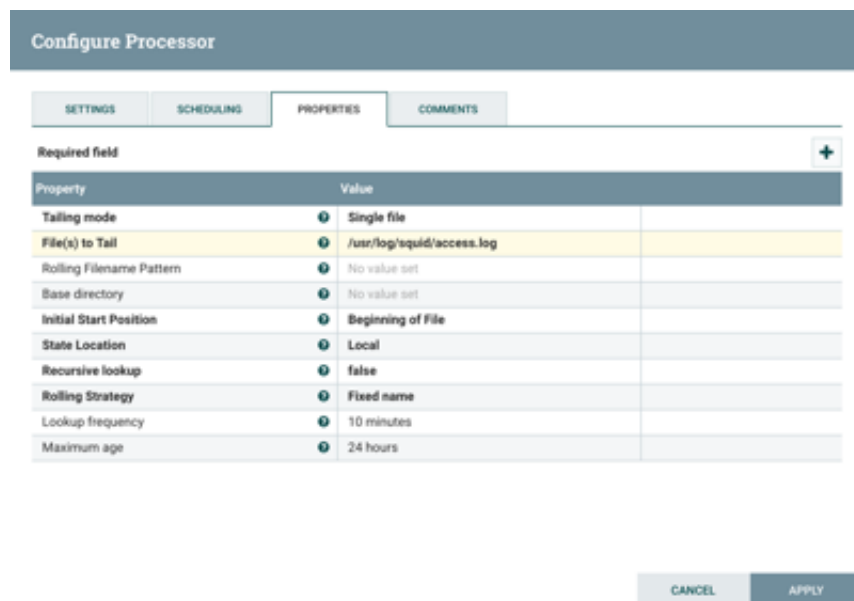 Configure Processor
SETTINGS SCHEDULING PROPERTIES COMMENTS
Required field
Property Value
Tailing mode Single file
File(s) to Tail /usr/log/squid/access.log
Rolling Filename Pattern No value set
Base directory No value set
Initial Start Position Beginning of File
State Location Local
Recursive lookup false
Rolling Strategy Fixed name
Lookup frequency 10 minutes
Maximum age 24 hours
CANCEL APPLY